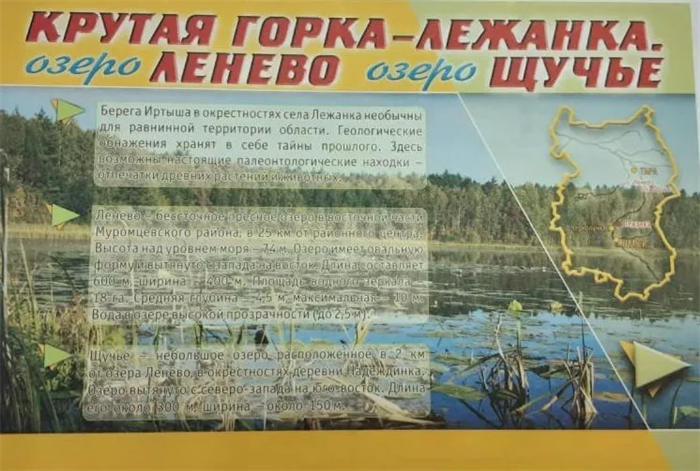 КРУТАЯ ГОРКА-ЛЕЖАНКА.
озеро ЛЕНЕВО озеро ЩУЧЬЕ
Берега Иртыша в окрестностях села Лежанка необычны
для равнинной территории области. Геологические
обнажения хранят в себе тайны прошлого. Здесь
возможны настоящие палеонтологические находки –
отпечатки древних растений и животных.
Ленево – бессточное пресное озеро в восточной части
Муромцевского района, в 25 км от районного центра.
Высота над уровнем моря – 74 м. Озеро имеет овальную
форму и вытянуто с запада на восток. Длина составляет
600 м, ширина – 400 м. Площадь водного зеркала –
18 га. Средняя глубина – 4,5 м, максимальная – 10 м.
Вода в озере высокой прозрачности (до 2,5 м).
Щучье – небольшое озеро, расположенное в 2 км
от озера Ленево, в окрестностях деревни Надеждинка.
Озеро вытянуто с северо-запада на юго-восток. Длина
его около 300 м, ширина – около 150 м.
ТАРА